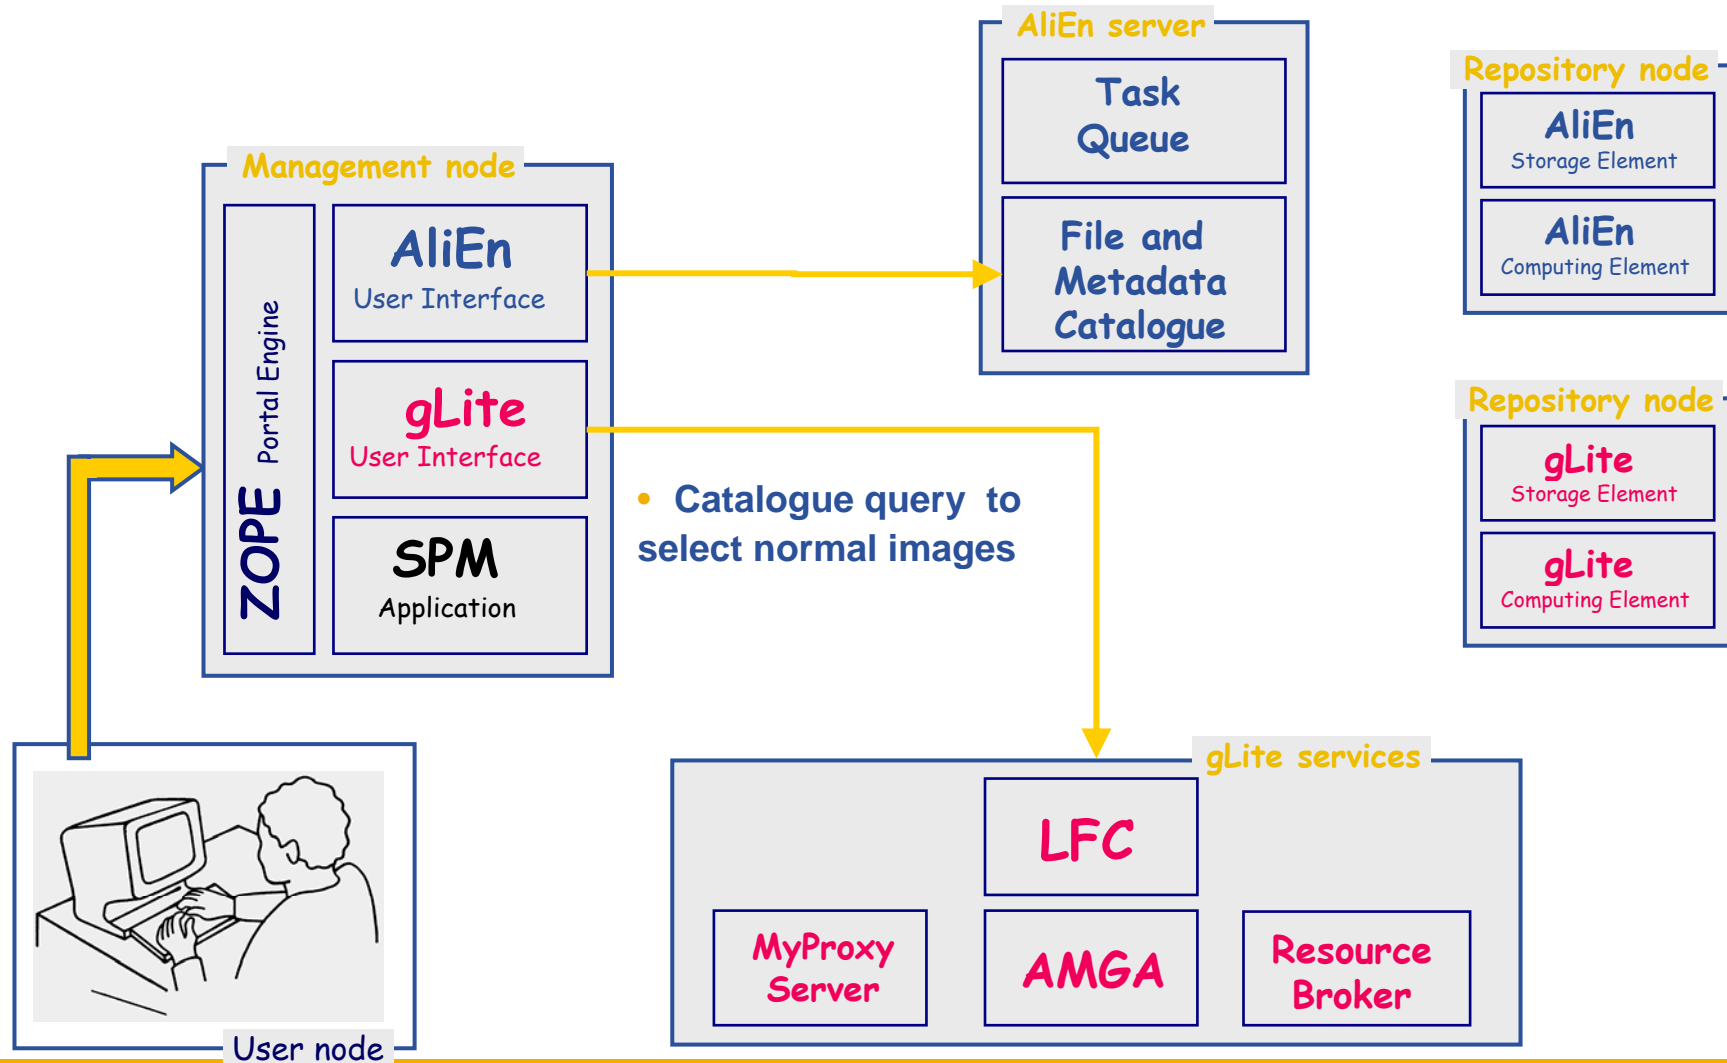 AliEn server
Task
Queue
File and
Metadata
Catalogue
Repository node
AliEn
Storage Element
AliEn
Computing Element
Management node
ZOPE Portal Engine
AliEn
User Interface
gLite
User Interface
SPM
Application
Repository node
gLite
Storage Element
gLite
Computing Element
• Catalogue query to
select normal images
gLite services
LFC
MyProxy
Server
AMGA
Resource
Broker
User node